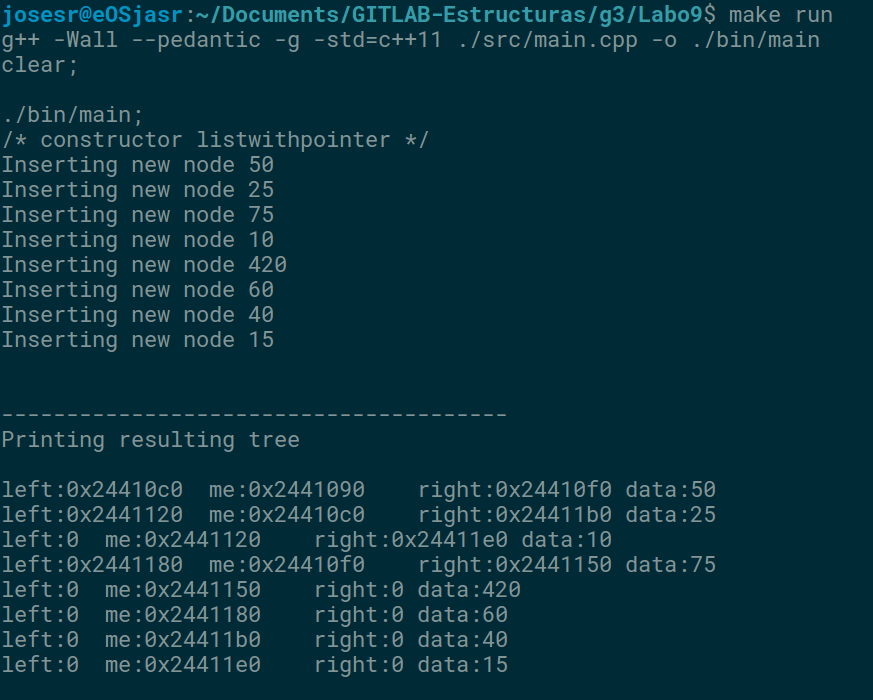 josesr@eOSjasr:~/Documents/GITLAB-Estructuras/g3/Labo9$ make run
g++ -Wall --pedantic -g -std=c++11 ./src/main.cpp -o ./bin/main
clear;
./bin/main;
/* constructor listwithpointer */
Inserting new node 50
Inserting new node 25
Inserting new node 75
Inserting new node 10
Inserting new node 420
Inserting new node 60
Inserting new node 40
Inserting new node 15
---------------------------------------
Printing resulting tree
left:0x24410c0  me:0x2441090    right:0x24410f0 data:50
left:0x2441120  me:0x24410c0    right:0x24411b0 data:25
left:0  me:0x2441120    right:0x24411e0 data:10
left:0x2441180  me:0x24410f0    right:0x2441150 data:75
left:0  me:0x2441150    right:0 data:420
left:0  me:0x2441180    right:0 data:60
left:0  me:0x24411b0    right:0 data:40
left:0  me:0x24411e0    right:0 data:15